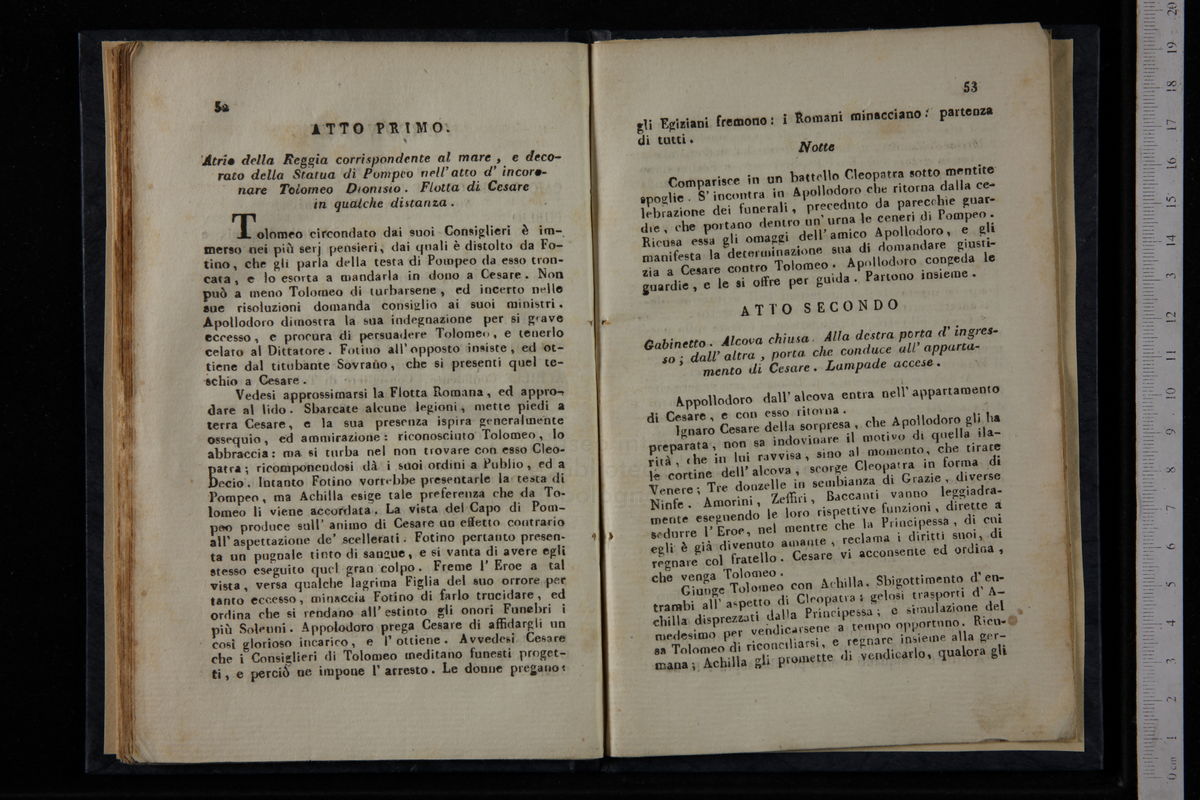 52
ATTO PRIMO.
Atrio della Reggia corrispondente al mare, e deco-
rato della Statua di Pompeo nell' atto d' incoro-
nare Tolomeo Dionisio. Flotta di Cesare
in qualche distanza.
Tolomeo circondato dai suoi Consiglieri è im-
merso nei più serj pensieri, dai quali è distolto da Fo-
tino, che gli parla della testa di Pompeo da esso tron-
cata, e lo esorta a mandarla in dono a Cesare. Non
può a meno Tolomeo di turbarsene, ed incerto nelle
sue risoluzioni domanda consiglio ai suoi ministri.
Apollodoro dimostra la sua indegnazione per si grave
eccesso, e procura di persuadere Tolomeo, e tenerlo
celato al Dittatore. Fotino all' opposto insiste, ed ot-
tiene dal titubante Sovrano, che si presenti quel te-
schio a Cesare.
Vedesi approssimarsi la Flotta Romana, ed appro-
dare al lido. Sbarcate alcune legioni, mette piedi a
terra Cesare, e la sua presenza ispira generalmente
ossequio, ed ammirazione: riconosciuto Tolomeo, lo
abbraccia: ma si turba nel non trovare con esso Cleo-
patra; ricomponendosi dà i suoi ordini a Publio, ed a
Decio. Intanto Fotino vorrebbe presentarle la testa di
Pompeo, ma Achilla esige tale preferenza che da To-
lomeo li viene accordata. La vista del Capo di Pom-
peo produce sull' animo di Cesare un effetto contrario
all' aspettazione de' scellerati. Fotino pertanto presen-
ta un pugnale tinto di sangue, e si vanta di avere egli
stesso eseguito quel gran colpo. Freme l' Eroe a tal
vista, versa qualche lagrima Figlia del suo orrore per
tanto eccesso, minaccia Fotino di farlo trucidare, ed
ordina che si rendano all' estinto gli onori Funebri i
più Solenni. Appolodoro prega Cesare di affidargli un
così glorioso incarico, e l' ottiene. Avvedesi Cesare
che i Consiglieri di Tolomeo meditano funesti proget-
ti, e perciò ne impone l' arresto. Le donne pregano:
53
gli Egiziani fremono: i Romani minacciano: partenza
di tutti.
Notte
Comparisce in un battello Cleopatra sotto mentite
spoglie. S' incontra in Apollodoro che ritorna dalla ce-
lebrazione dei funerali, preceduto da parecchie guar-
die, che portano dentro un' urna le ceneri di Pompeo.
Ricusa essa gli omaggi dell' amico Apollodoro, e gli
manifesta la determinazione sua di domandare giusti-
zia a Cesare contro Tolomeo. Apollodoro congeda le
guardie, e le si offre per guida. Partono insieme.
ATTO SECONDO
Gabinetto. Alcova chiusa. Alla destra porta d' ingres-
so; dall' altra, porta che conduce all' apparta-
mento di Cesare. Lampade accese.
Appollodoro dall' alcova entra nell' appartamento
di Cesare, e con esso ritorna.
Ignaro Cesare della sorpresa, che Apollodoro gli ha
preparata, non sa indovinare il motivo di quella ila-
rità, che in lui ravvisa, sino al momento, che tirate
le cortine dell' alcova, scorge Cleopatra in forma di
Venere; Tre donzelle in sembianza di Grazie, diverse
Ninfe. Amorini, Zeffiri, Baccanti vanno leggiadra-
mente eseguendo le loro rispettive funzioni, dirette a
sedurre l' Eroe, nel mentre che la Principessa, di cui
egli è già divenuto amante, reclama i diritti suoi, di
regnare col fratello. Cesare vi acconsente ed ordina,
che venga Tolomeo.
Giunge Tolomeo con Achilla. Sbigottimento d' en-
trambi all' aspetto di Cleopatra: gelosi trasporti d' A-
chilla disprezzati dalla Principessa; e simulazione del
medesimo per vendicarsene a tempo opportuno. Ricu-
sa Tolomeo di riconciliarsi, e regnare insieme alla ger-
mana; Achilla gli promette di vendicarlo, qualora gli